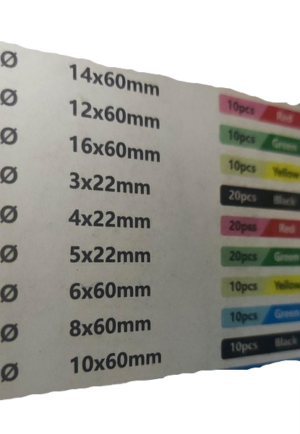 Ø 14x60mm 10pcs Red
Ø 12x60mm 10pcs Green
Ø 16x60mm 10pcs Yellow
Ø 3x22mm 20pcs Black
Ø 4x22mm 20pcs Red
Ø 5x22mm 20pcs Green
Ø 6x60mm 10pcs Yellow
Ø 8x60mm 10pcs Green
Ø 10x60mm 10pcs Black